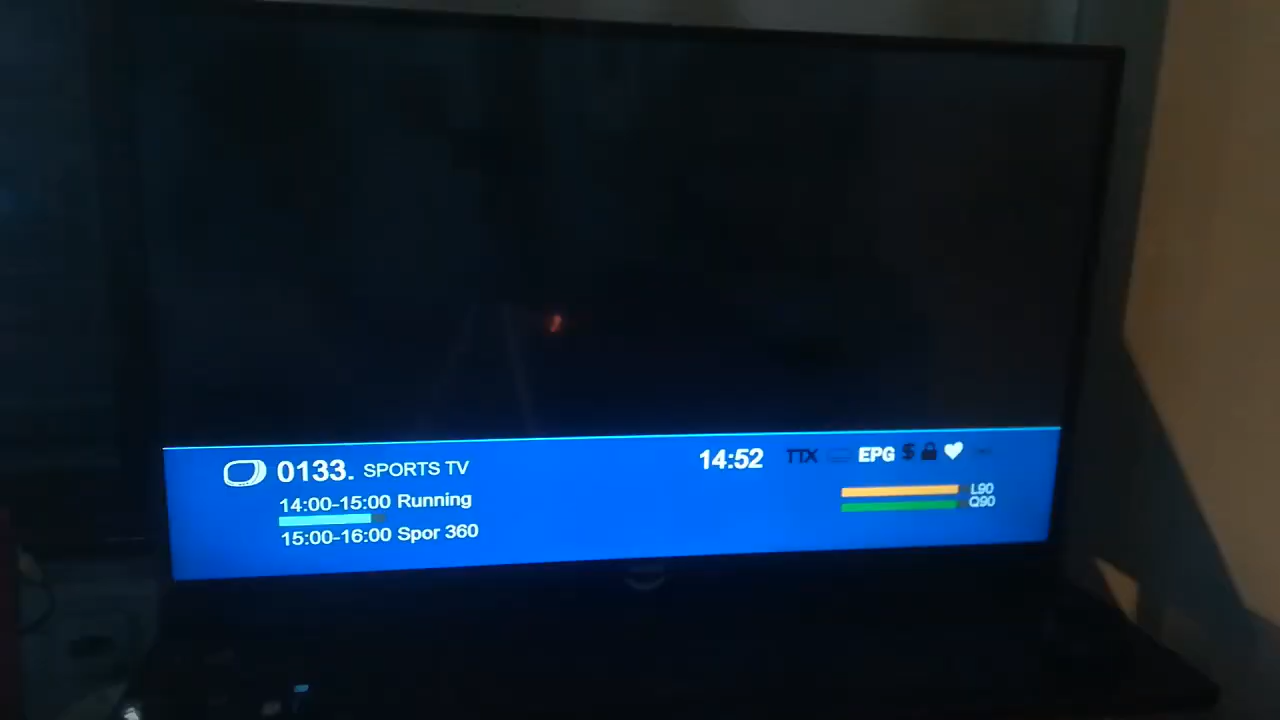 0133. SPORTS TV
14:52 TTX EPG $
14:00-15:00 Running
L90
Q90
15:00-16:00 Spor 360